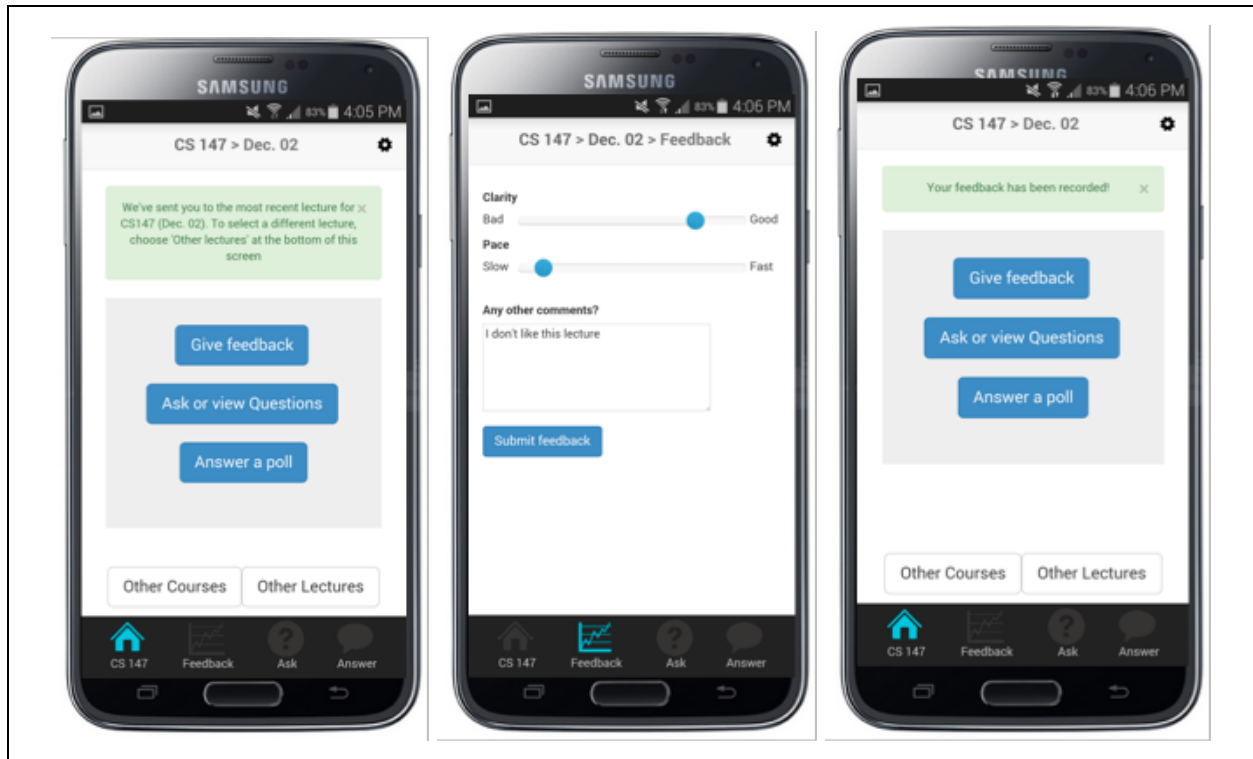 SAMSUNG
83% 4:05 PM
CS 147 > Dec. 02
We've sent you to the most recent lecture for ×
CS147 (Dec. 02). To select a different lecture,
choose 'Other lectures' at the bottom of this
screen
Give feedback
Ask or view Questions
Answer a poll
Other Courses
Other Lectures
CS 147
Feedback
Ask
Answer
SAMSUNG
83% 4:06 PM
CS 147 > Dec. 02 > Feedback
Clarity
Bad
Good
Pace
Slow
Fast
Any other comments?
I don't like this lecture
Submit feedback
CS 147
Feedback
Ask
Answer
SAMSUNG
83% 4:06 PM
CS 147 > Dec. 02
Your feedback has been recorded! ×
Give feedback
Ask or view Questions
Answer a poll
Other Courses
Other Lectures
CS 147
Feedback
Ask
Answer